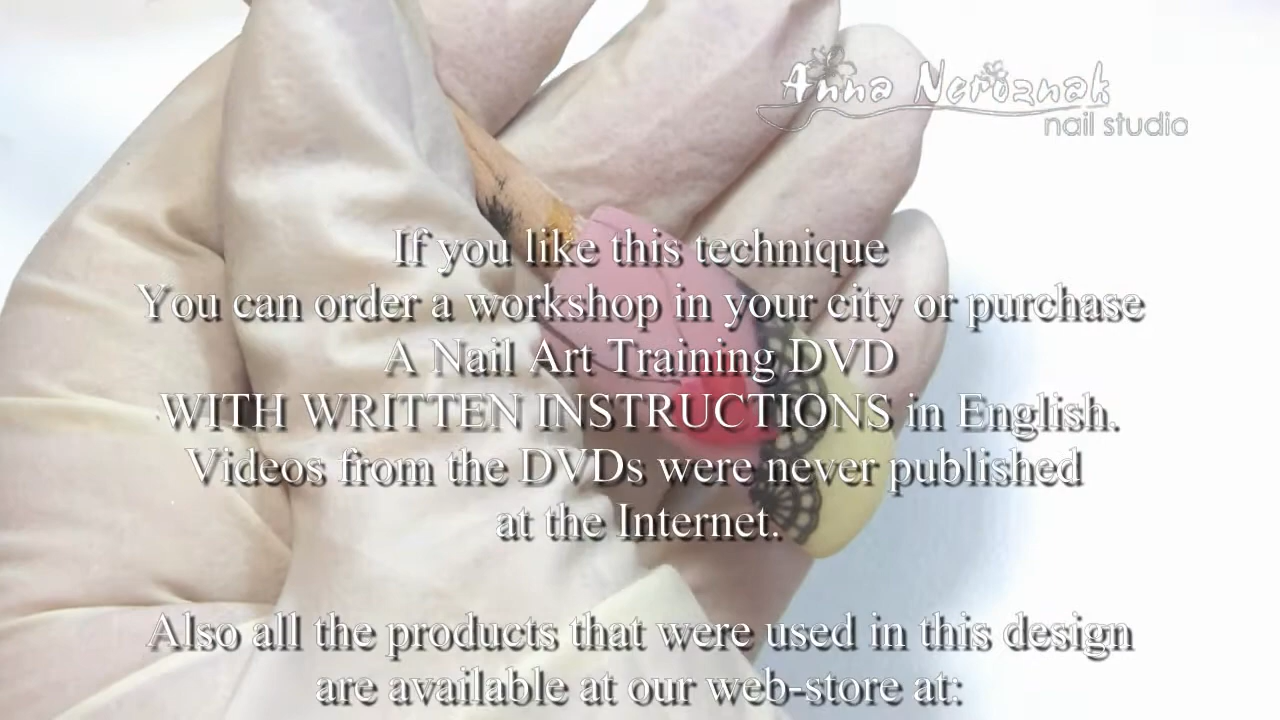 Anna Neroznak
nail studio
If you like this technique
You can order a workshop in your city or purchase
A Nail Art Training DVD
WITH WRITTEN INSTRUCTIONS in English.
Videos from the DVDs were never published
at the Internet.
Also all the products that were used in this design
are available at our web-store at: